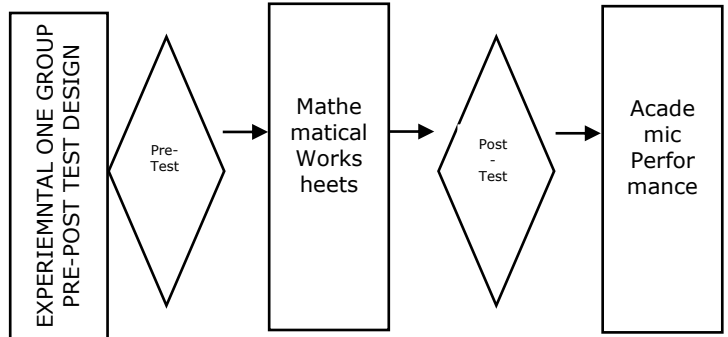 EXPERIEMNTAL ONE GROUP
PRE-POST TEST DESIGN
Pre-
Test
Mathe
matical
Works
heets
Post
-
Test
Acade
mic
Perfor
mance